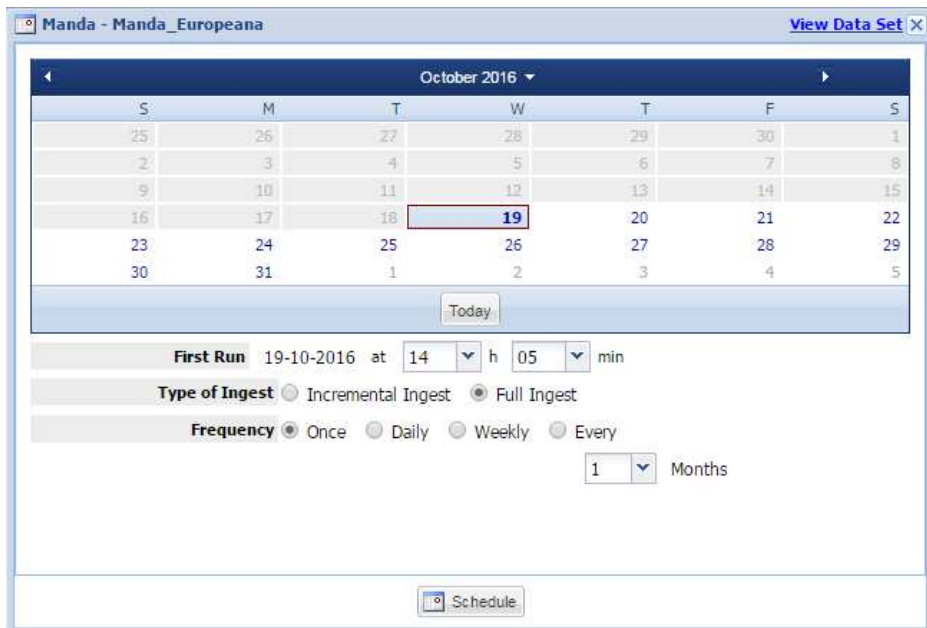 Manda - Manda_Europeana View Data Set
October 2016
S M T W T F S
25 26 27 28 29 30 1
2 3 4 5 6 7 8
9 10 11 12 13 14 15
16 17 18 19 20 21 22
23 24 25 26 27 28 29
30 31 1 2 3 4 5
Today
First Run 19-10-2016 at 14 h 05 min
Type of Ingest Incremental Ingest Full Ingest
Frequency Once Daily Weekly Every
1 Months
Schedule